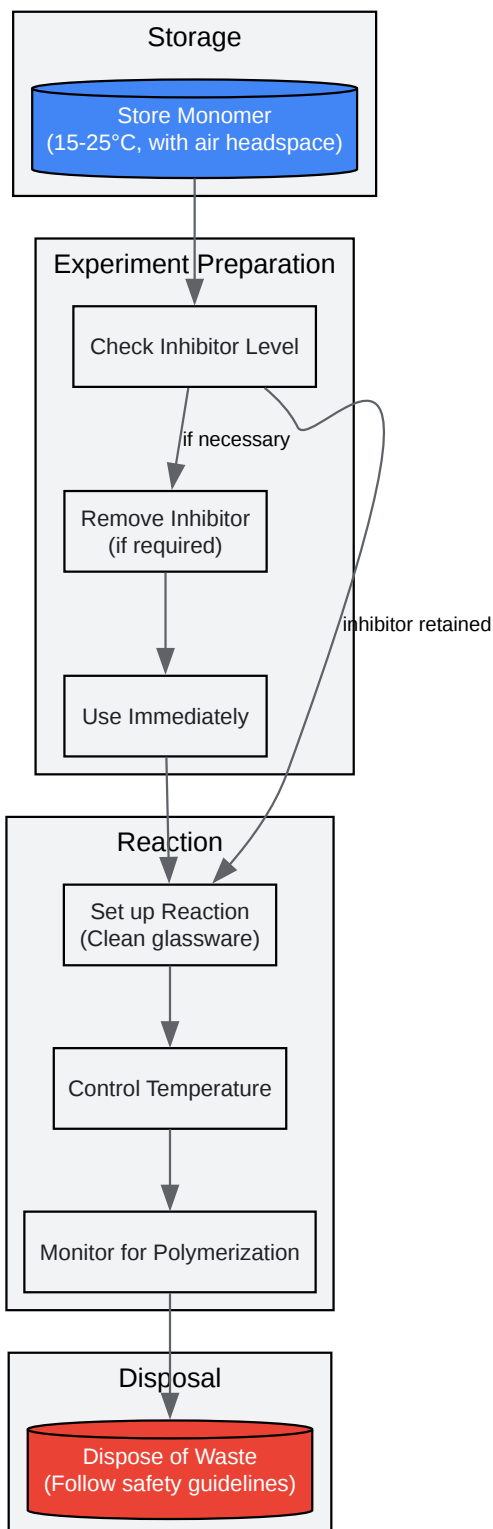 Storage
Store Monomer
(15-25°C, with air headspace)
Experiment Preparation
Check Inhibitor Level
if necessary
Remove Inhibitor
(if required)
inhibitor retained
Use Immediately
Reaction
Set up Reaction
(Clean glassware)
Control Temperature
Monitor for Polymerization
Disposal
Dispose of Waste
(Follow safety guidelines)